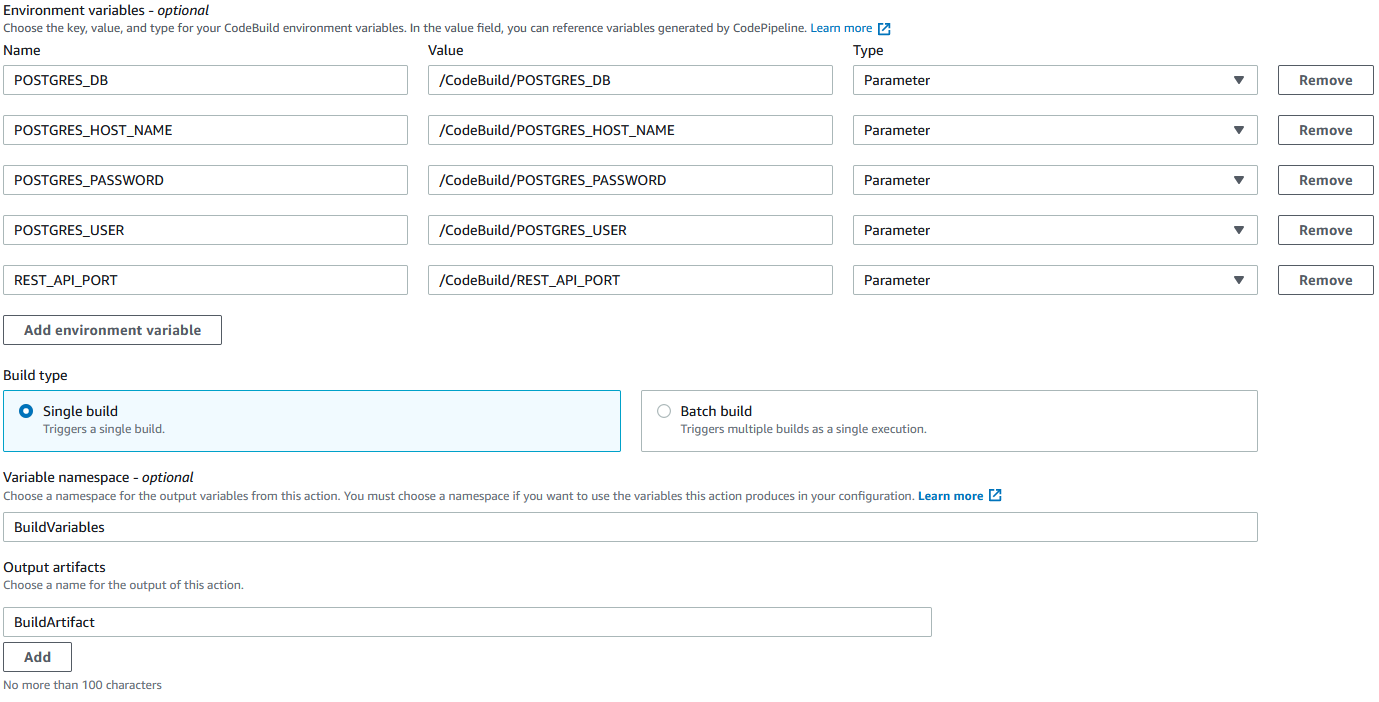 Environment variables - optional
Choose the key, value, and type for your CodeBuild environment variables. In the value field, you can reference variables generated by CodePipeline. Learn more
Name Value Type
POSTGRES_DB /CodeBuild/POSTGRES_DB Parameter Remove
POSTGRES_HOST_NAME /CodeBuild/POSTGRES_HOST_NAME Parameter Remove
POSTGRES_PASSWORD /CodeBuild/POSTGRES_PASSWORD Parameter Remove
POSTGRES_USER /CodeBuild/POSTGRES_USER Parameter Remove
REST_API_PORT /CodeBuild/REST_API_PORT Parameter Remove
Add environment variable
Build type
Single build Batch build
Triggers a single build. Triggers multiple builds as a single execution.
Variable namespace - optional
Choose a namespace for the output variables from this action. You must choose a namespace if you want to use the variables this action produces in your configuration. Learn more
BuildVariables
Output artifacts
Choose a name for the output of this action.
BuildArtifact
Add
No more than 100 characters